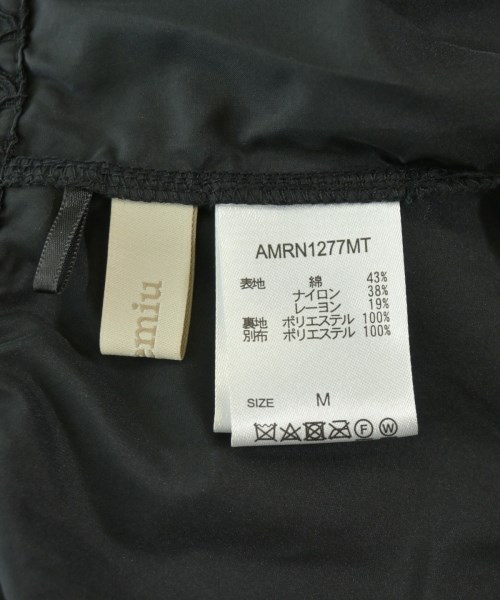 emiu
AMRN1277MT
表地 綿 43%
ナイロン 38%
レーヨン 19%
裏地 ポリエステル 100%
別布 ポリエステル 100%
SIZE M
F W